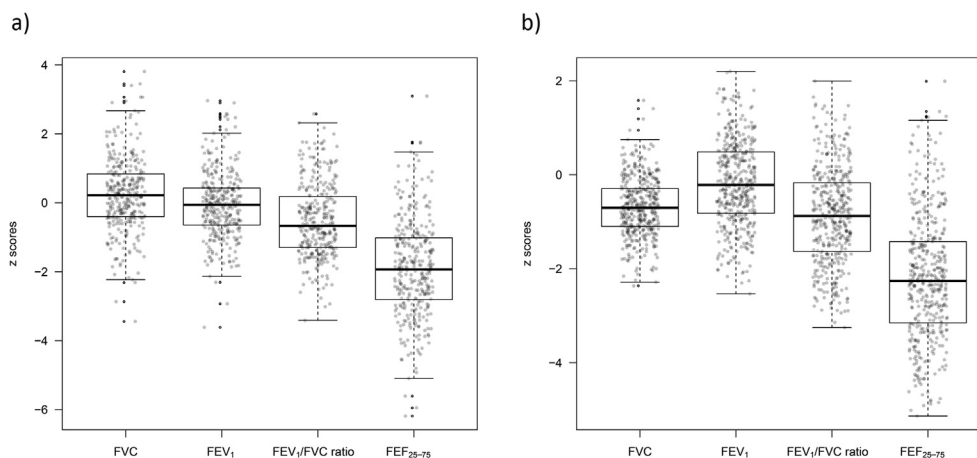 a)
4
2
0
−2
−4
−6
z scores
FVC
FEV₁
FEV₁/FVC ratio
FEF₂₅₋₇₅
b)
2
0
−2
−4
z scores
FVC
FEV₁
FEV₁/FVC ratio
FEF₂₅₋₇₅